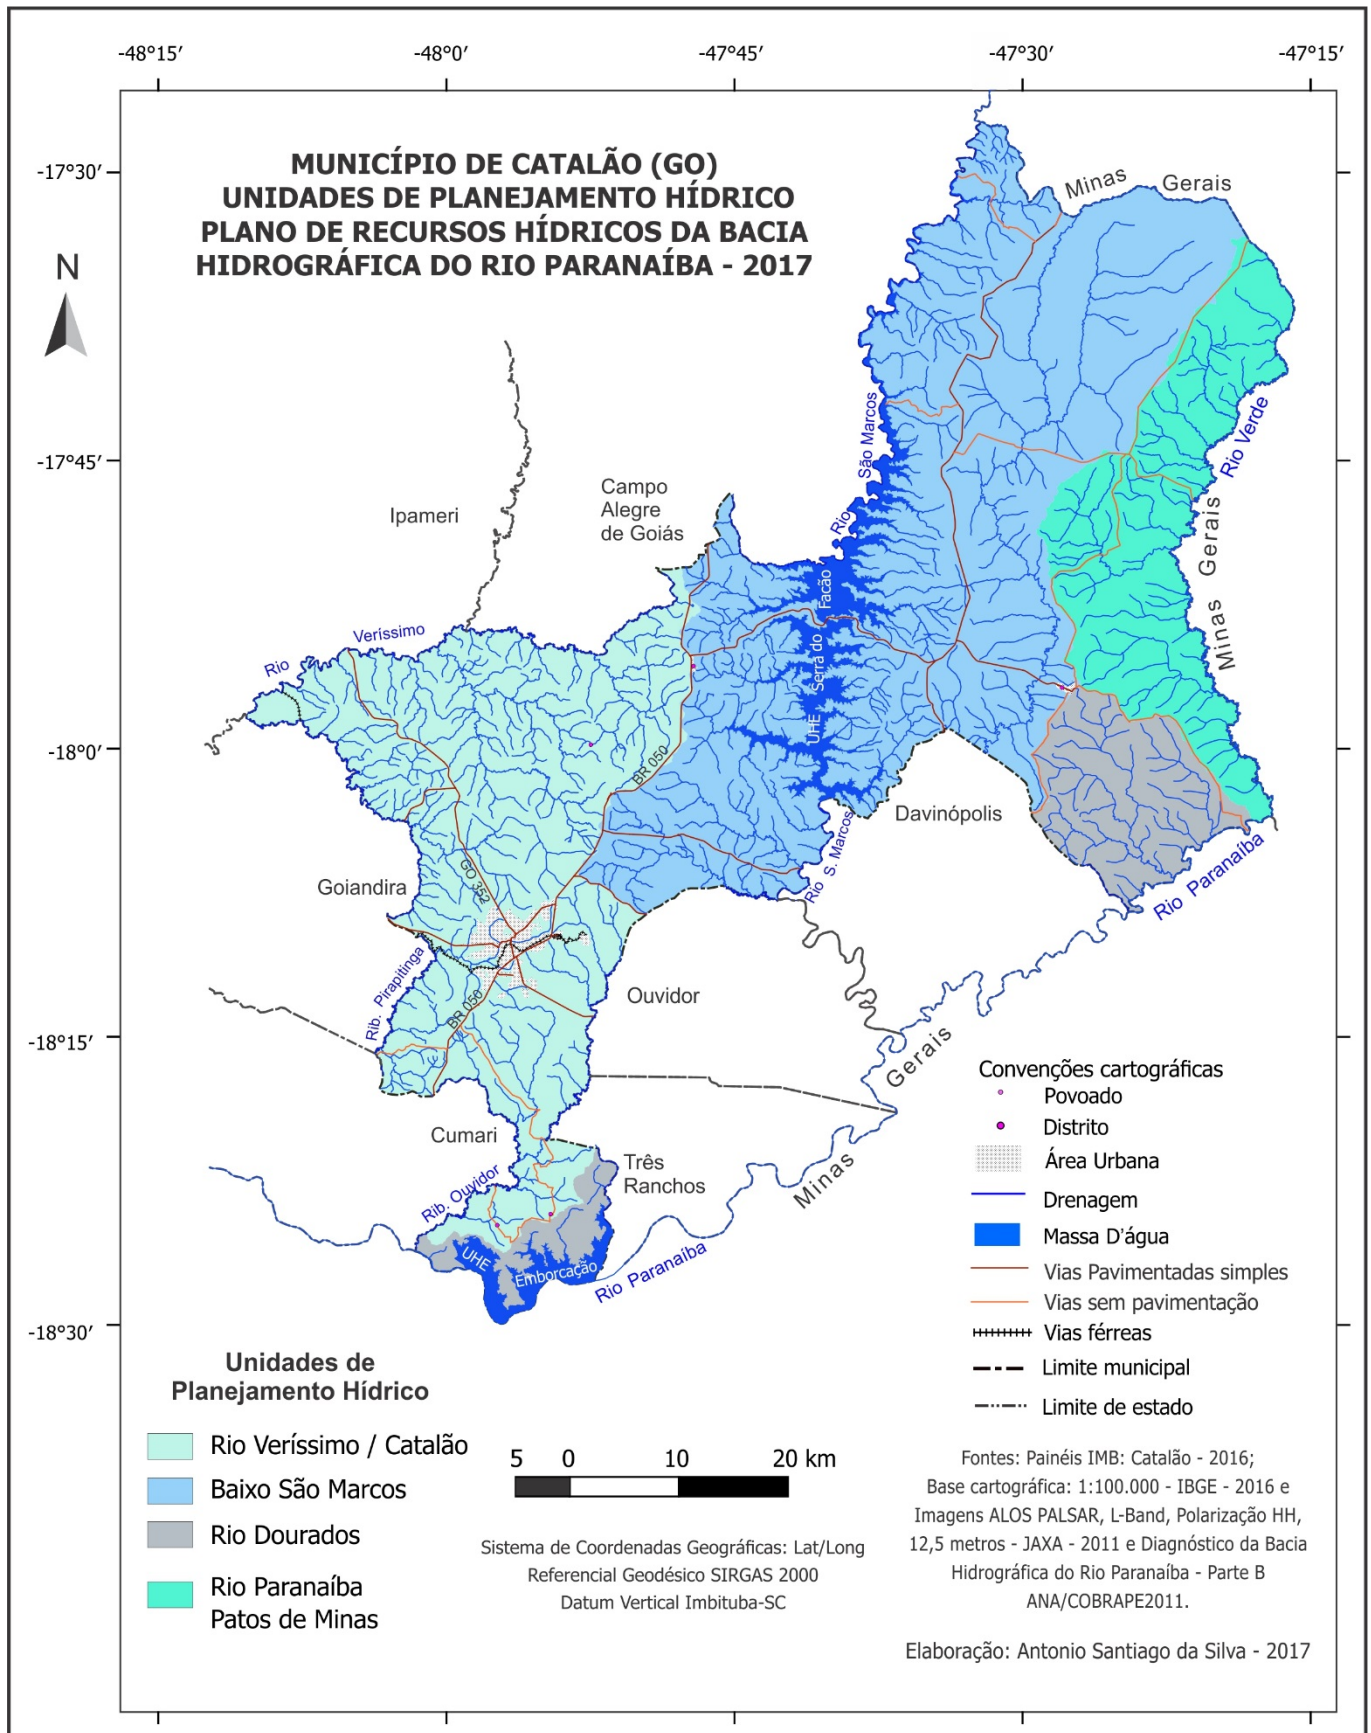 -48°15′
-48°0′
-47°45′
-47°30′
-47°15′
MUNICÍPIO DE CATALÃO (GO)
UNIDADES DE PLANEJAMENTO HÍDRICO
PLANO DE RECURSOS HÍDRICOS DA BACIA
HIDROGRÁFICA DO RIO PARANAÍBA - 2017
N
-17°30′
-17°45′
-18°0′
-18°15′
-18°30′
Minas Gerais
Rio São Marcos
Rio Verde
Minas Gerais
Ipameri
Campo
Alegre
de Goiás
Rio Veríssimo
UHE Serra do Facão
BR 050
Davinópolis
Rio S. Marcos
Rio Paranaíba
Goiandira
GO 352
Rib. Pirapitinga
BR 050
Ouvidor
Minas Gerais
Cumari
Três
Ranchos
Rib. Ouvidor
UHE Emborcação
Rio Paranaíba
Convenções cartográficas
Povoado
Distrito
Área Urbana
Drenagem
Massa D’água
Vias Pavimentadas simples
Vias sem pavimentação
Vias férreas
Limite municipal
Limite de estado
Unidades de
Planejamento Hídrico
Rio Veríssimo / Catalão
Baixo São Marcos
Rio Dourados
Rio Paranaíba
Patos de Minas
5 0 10 20 km
Sistema de Coordenadas Geográficas: Lat/Long
Referencial Geodésico SIRGAS 2000
Datum Vertical Imbituba-SC
Fontes: Painéis IMB: Catalão - 2016;
Base cartográfica: 1:100.000 - IBGE - 2016 e
Imagens ALOS PALSAR, L-Band, Polarização HH,
12,5 metros - JAXA - 2011 e Diagnóstico da Bacia
Hidrográfica do Rio Paranaíba - Parte B
ANA/COBRAPE2011.
Elaboração: Antonio Santiago da Silva - 2017